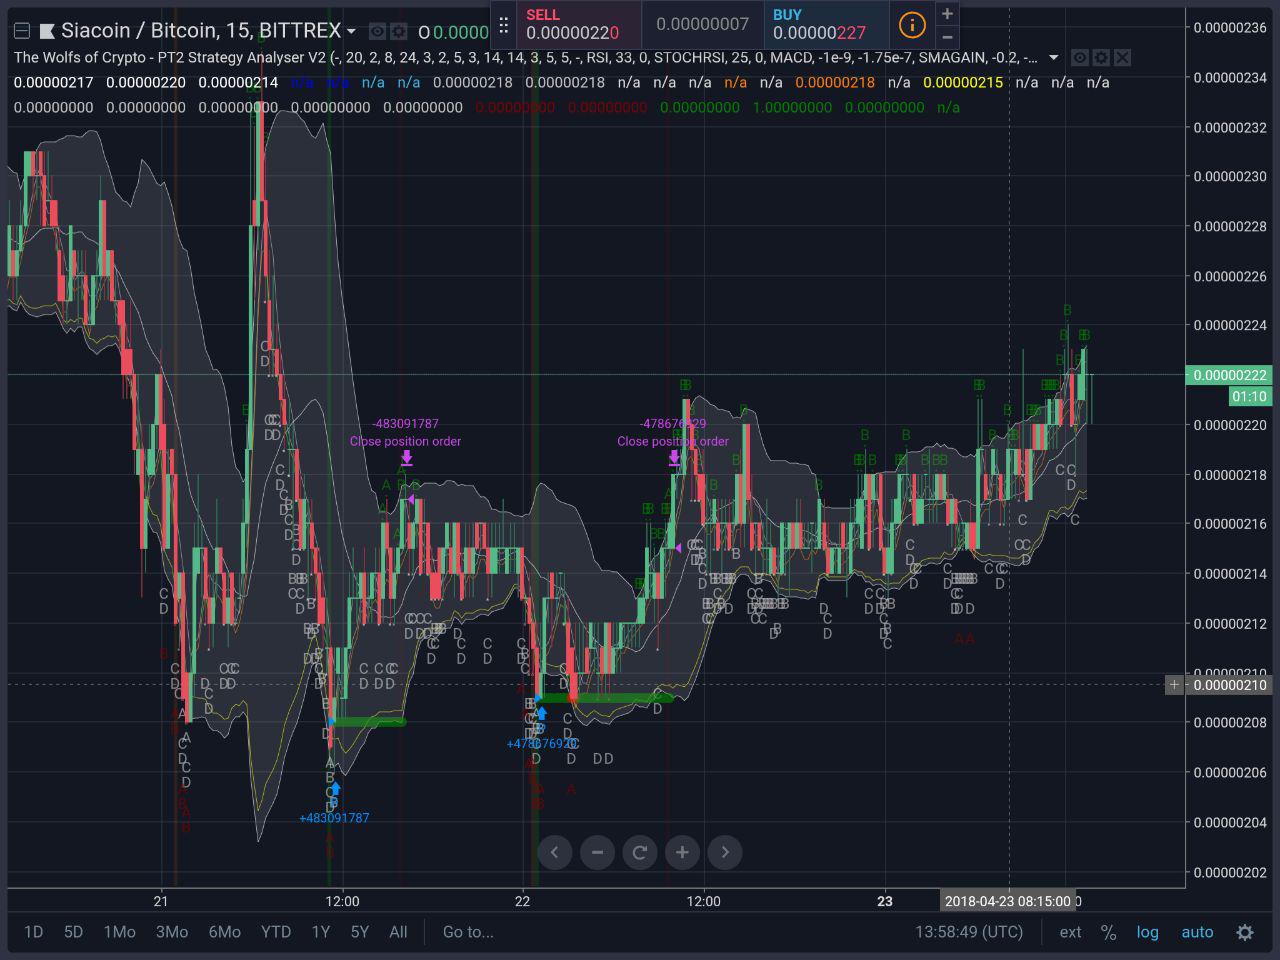 Siacoin / Bitcoin, 15, BITTREX
O 0.0000
SELL
0.00000220
0.00000007
BUY
0.00000227
The Wolfs of Crypto - PT2 Strategy Analyser V2 (-, 20, 2, 8, 24, 3, 2, 5, 3, 14, 14, 3, 5, 5, -, RSI, 33, 0, STOCHRSI, 25, 0, MACD, -1e-9, -1.75e-7, SMAGAIN, -0.2, -...
0.00000217 0.00000220 0.00000214 n/a n/a n/a n/a 0.00000218 0.00000218 n/a n/a n/a n/a n/a 0.00000218 n/a 0.00000215 n/a n/a n/a
0.00000000 0.00000000 0.00000000 0.00000000 0.00000000 0.00000000 0.00000000 0.00000000 1.00000000 0.00000000 n/a
0.00000236
0.00000234
0.00000232
0.00000230
0.00000228
0.00000226
0.00000224
0.00000222
01:10
0.00000220
0.00000218
0.00000216
0.00000214
0.00000212
0.00000210
0.00000208
0.00000206
0.00000204
0.00000202
-483091787
Close position order
Close position order
+483091787
21 12:00 22 12:00 23 2018-04-23 08:15:00
1D 5D 1Mo 3Mo 6Mo YTD 1Y 5Y All Go to... 13:58:49 (UTC) ext % log auto